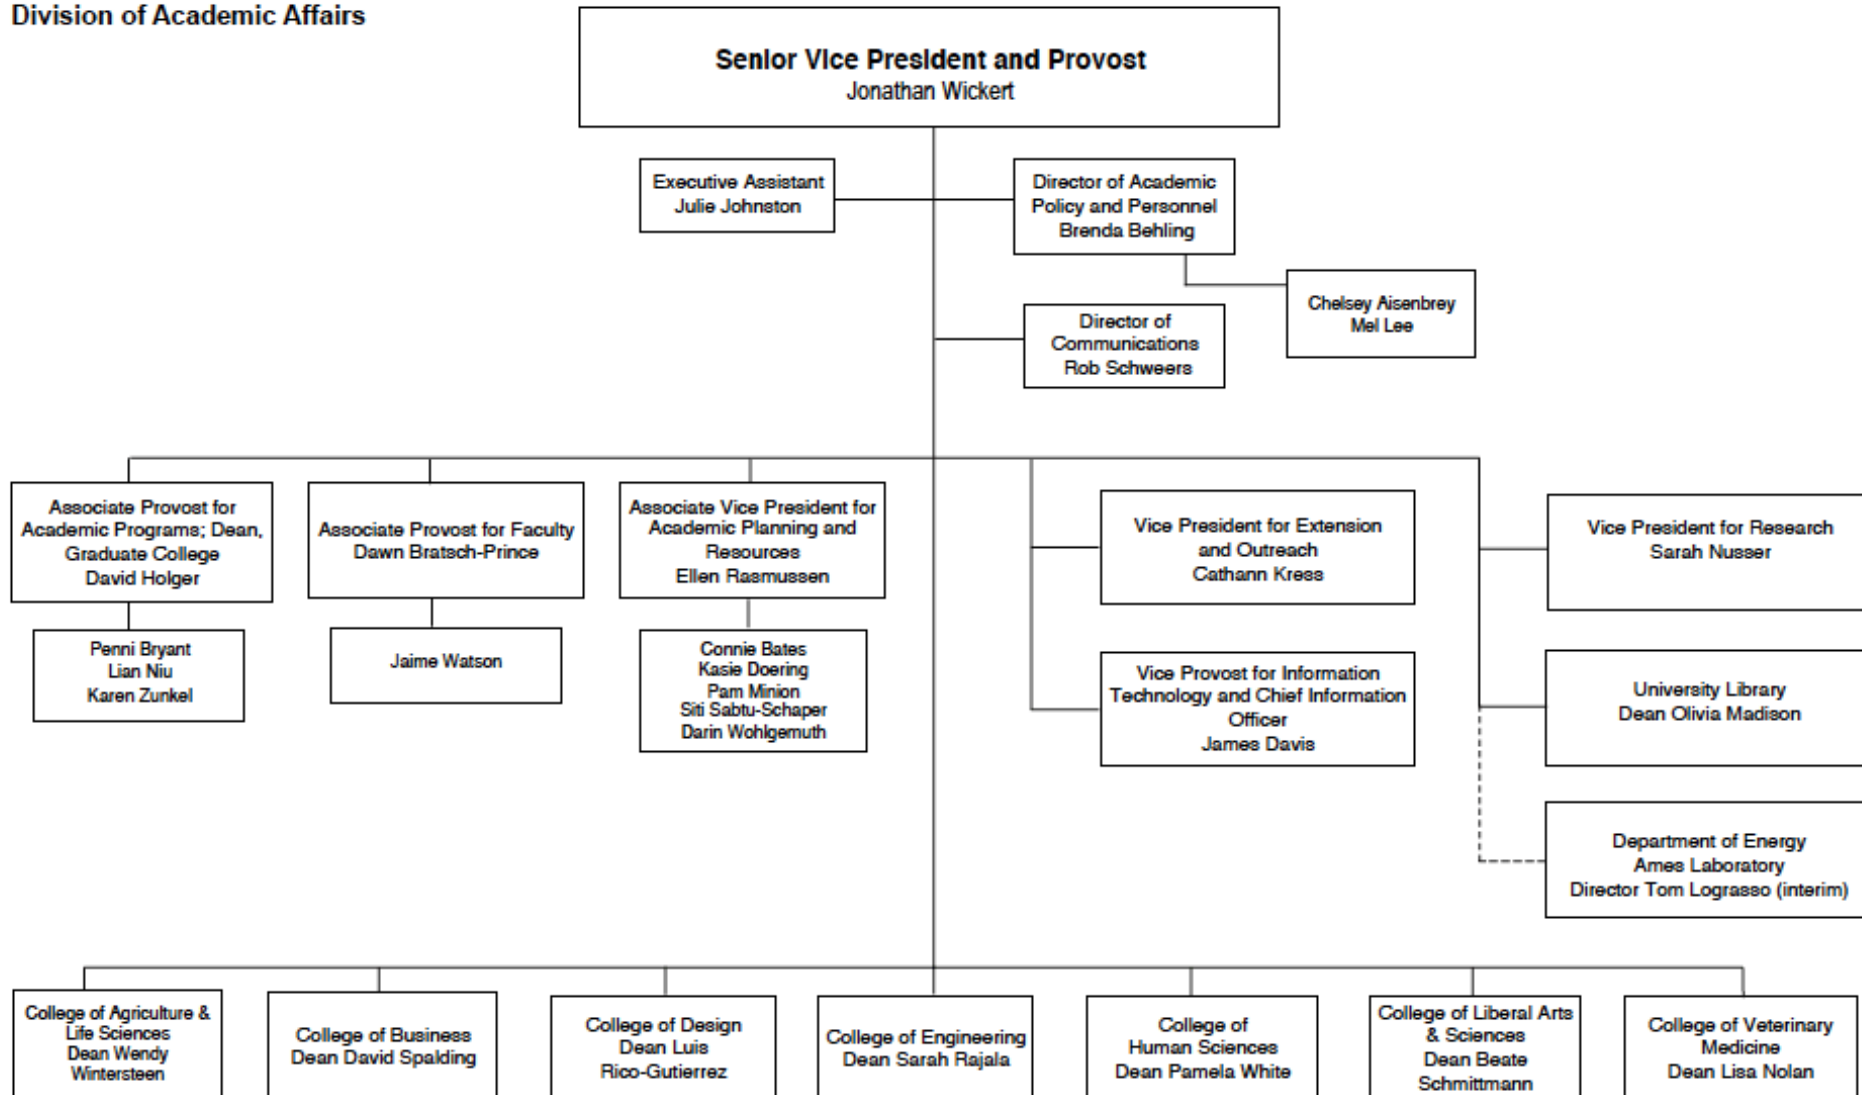 Division of Academic Affairs
Senior Vice President and Provost
Jonathan Wickert
Executive Assistant
Julie Johnston
Director of Academic
Policy and Personnel
Brenda Behling
Chelsey Aisenbrey
Mel Lee
Director of
Communications
Rob Schweers
Associate Provost for
Academic Programs; Dean,
Graduate College
David Holger
Associate Provost for Faculty
Dawn Bratsch-Prince
Associate Vice President for
Academic Planning and
Resources
Ellen Rasmussen
Vice President for Extension
and Outreach
Cathann Kress
Vice President for Research
Sarah Nusser
Penni Bryant
Lian Niu
Karen Zunkel
Jaime Watson
Connie Bates
Kasie Doering
Pam Minion
Siti Sabtu-Schaper
Darin Wohlgemuth
Vice Provost for Information
Technology and Chief Information
Officer
James Davis
University Library
Dean Olivia Madison
Department of Energy
Ames Laboratory
Director Tom Lograsso (interim)
College of Agriculture &
Life Sciences
Dean Wendy
Wintersteen
College of Business
Dean David Spalding
College of Design
Dean Luis
Rico-Gutierrez
College of Engineering
Dean Sarah Rajala
College of
Human Sciences
Dean Pamela White
College of Liberal Arts
& Sciences
Dean Beate
Schmittmann
College of Veterinary
Medicine
Dean Lisa Nolan